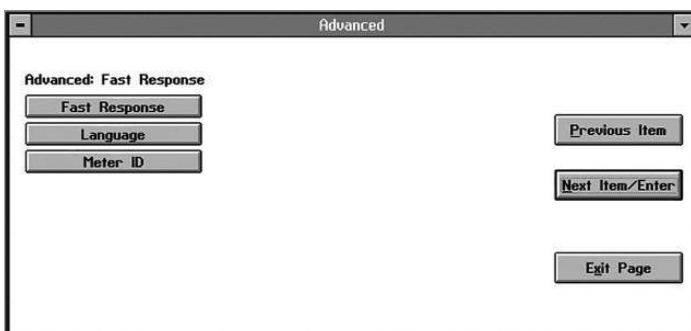 Advanced
Advanced: Fast Response
Fast Response
Language
Meter ID
Previous Item
Next Item/Enter
Exit Page